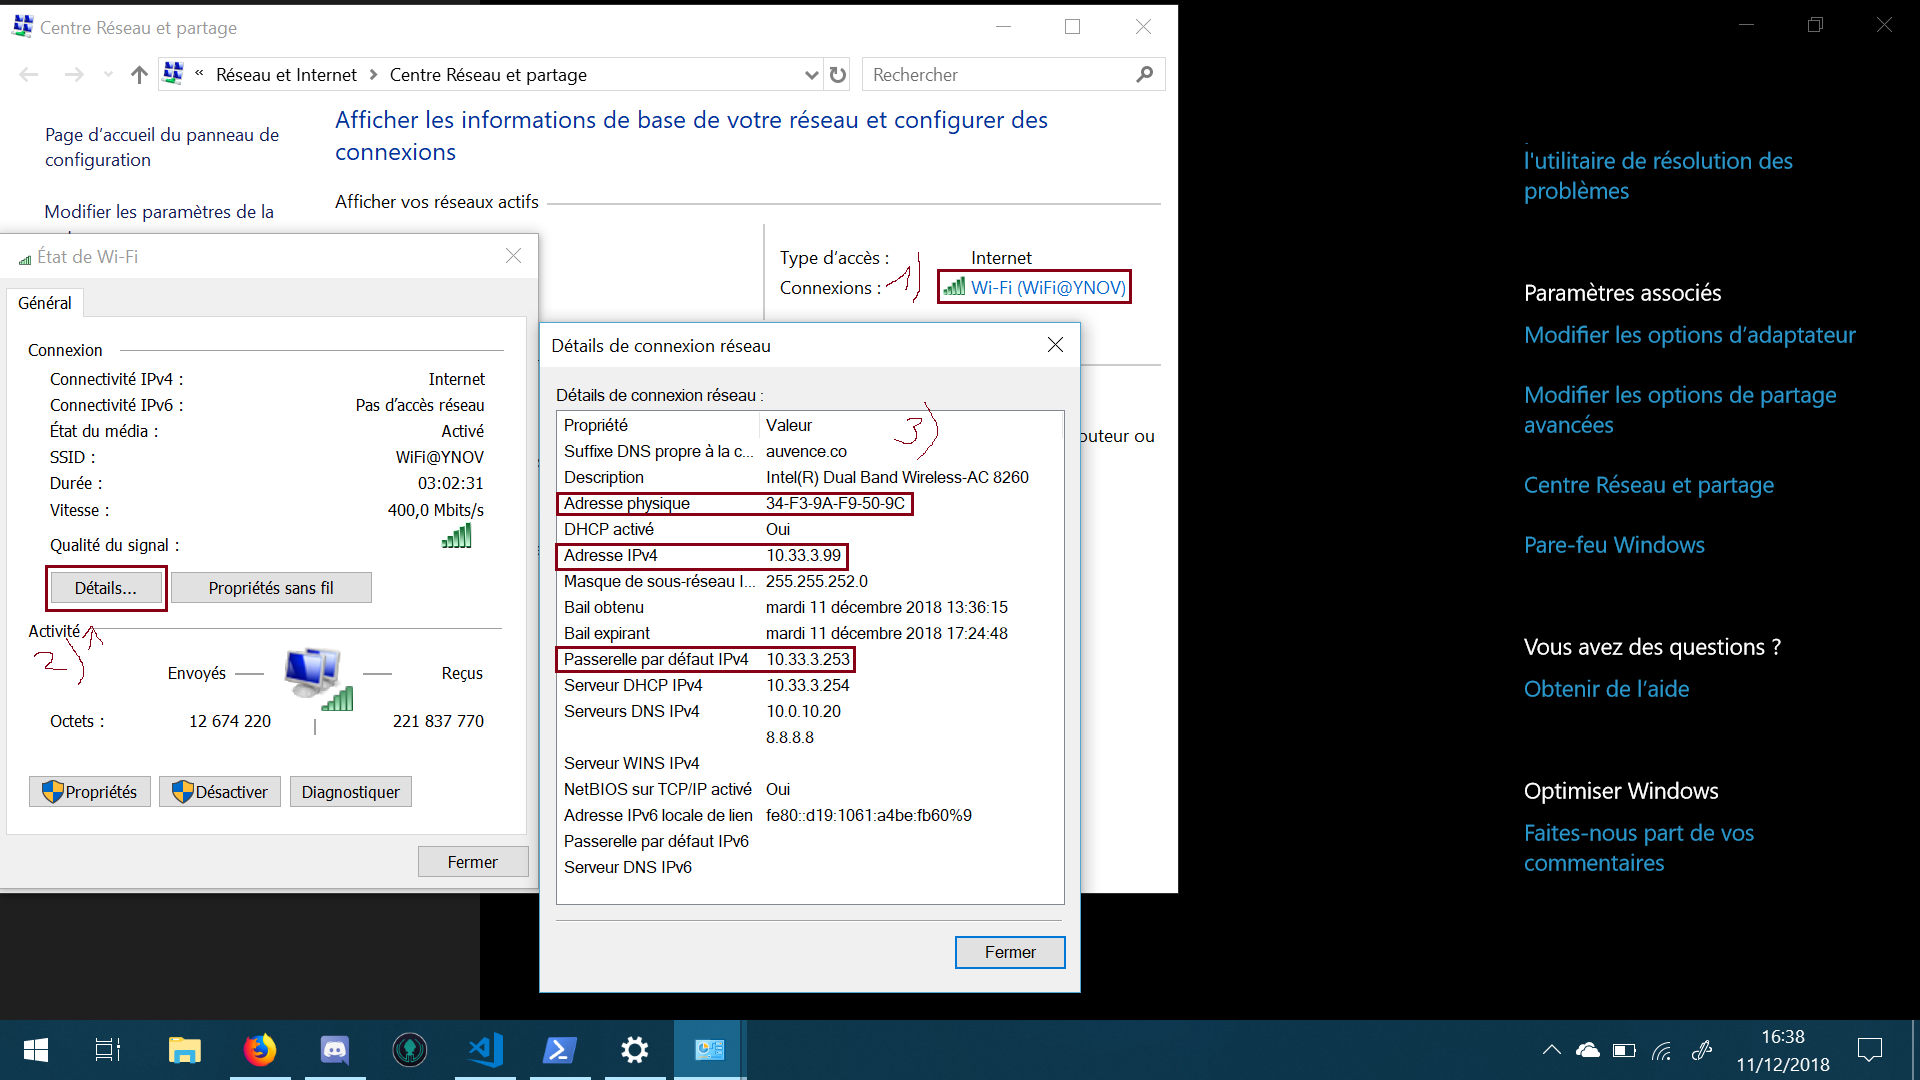 Centre Réseau et partage
« Réseau et Internet > Centre Réseau et partage
Rechercher
Page d'accueil du panneau de
configuration
Modifier les paramètres de la
Afficher les informations de base de votre réseau et configurer des
connexions
Afficher vos réseaux actifs
Type d'accès : Internet
Connexions : Wi-Fi (WiFi@YNOV)
1)
puteur ou
État de Wi-Fi
Général
Connexion
Connectivité IPv4 : Internet
Connectivité IPv6 : Pas d'accès réseau
État du média : Activé
SSID : WiFi@YNOV
Durée : 03:02:31
Vitesse : 400,0 Mbits/s
Qualité du signal :
Détails... Propriétés sans fil
Activité
2)
Envoyés Reçus
Octets : 12 674 220 221 837 770
Propriétés Désactiver Diagnostiquer
Fermer
Détails de connexion réseau
Détails de connexion réseau :
3)
Propriété Valeur
Suffixe DNS propre à la c... auvence.co
Description Intel(R) Dual Band Wireless-AC 8260
Adresse physique 34-F3-9A-F9-50-9C
DHCP activé Oui
Adresse IPv4 10.33.3.99
Masque de sous-réseau I... 255.255.252.0
Bail obtenu mardi 11 décembre 2018 13:36:15
Bail expirant mardi 11 décembre 2018 17:24:48
Passerelle par défaut IPv4 10.33.3.253
Serveur DHCP IPv4 10.33.3.254
Serveurs DNS IPv4 10.0.10.20
8.8.8.8
Serveur WINS IPv4
NetBIOS sur TCP/IP activé Oui
Adresse IPv6 locale de lien fe80::d19:1061:a4be:fb60%9
Passerelle par défaut IPv6
Serveur DNS IPv6
Fermer
l'utilitaire de résolution des
problèmes
Paramètres associés
Modifier les options d'adaptateur
Modifier les options de partage
avancées
Centre Réseau et partage
Pare-feu Windows
Vous avez des questions ?
Obtenir de l'aide
Optimiser Windows
Faites-nous part de vos
commentaires
16:38
11/12/2018